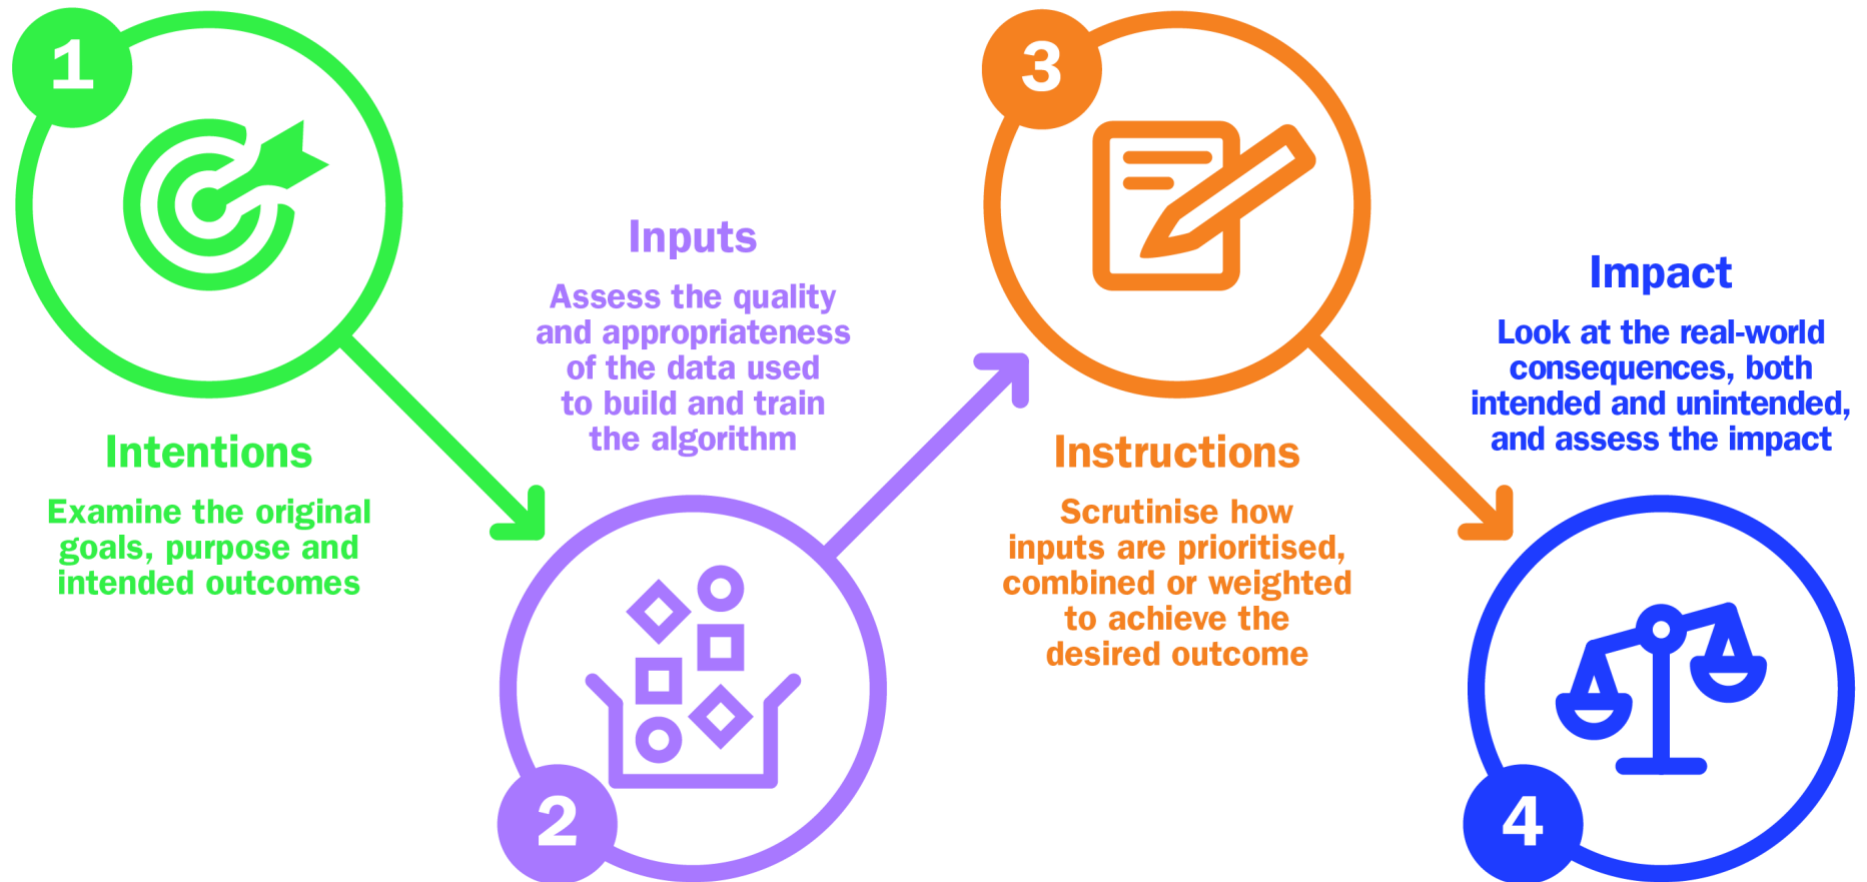 1
Intentions
Examine the original
goals, purpose and
intended outcomes
2
Inputs
Assess the quality
and appropriateness
of the data used
to build and train
the algorithm
3
Instructions
Scrutinise how
inputs are prioritised,
combined or weighted
to achieve the
desired outcome
4
Impact
Look at the real-world
consequences, both
intended and unintended,
and assess the impact